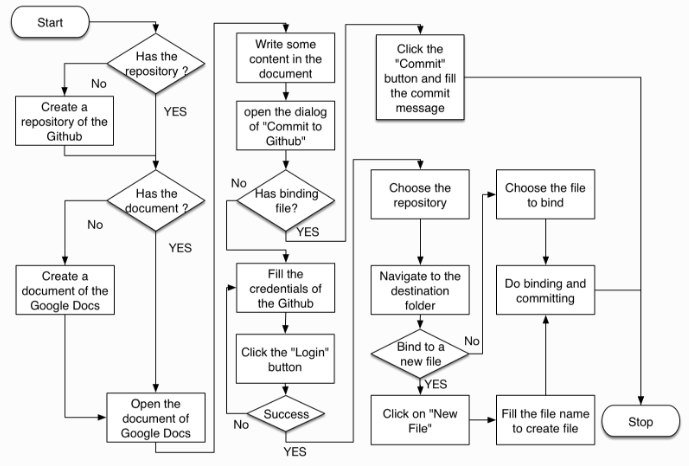 Start
Has the
repository ?
No
YES
Create a
repository of the
Github
Has the
document ?
No
YES
Create a
document of the
Google Docs
Open the
document of
Google Docs
Write some
content in the
document
open the dialog
of "Commit to
Github"
Has binding
file?
No
YES
Fill the
credentials of
the Github
Click the "Login"
button
Success
No
YES
Click the
"Commit"
button and fill
the commit
message
Choose the
repository
Navigate to the
destination
folder
Bind to a
new file
No
YES
Click on "New
File"
Fill the file name
to create file
Choose the file
to bind
Do binding and
committing
Stop